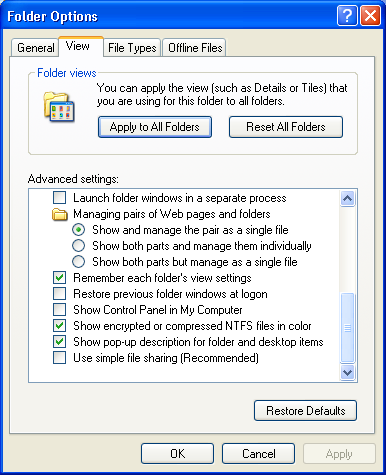 Folder Options
General
View
File Types
Offline Files
Folder views
You can apply the view (such as Details or Tiles) that
you are using for this folder to all folders.
Apply to All Folders
Reset All Folders
Advanced settings:
Launch folder windows in a separate process
Managing pairs of Web pages and folders
Show and manage the pair as a single file
Show both parts and manage them individually
Show both parts but manage as a single file
Remember each folder's view settings
Restore previous folder windows at logon
Show Control Panel in My Computer
Show encrypted or compressed NTFS files in color
Show pop-up description for folder and desktop items
Use simple file sharing (Recommended)
Restore Defaults
OK
Cancel
Apply